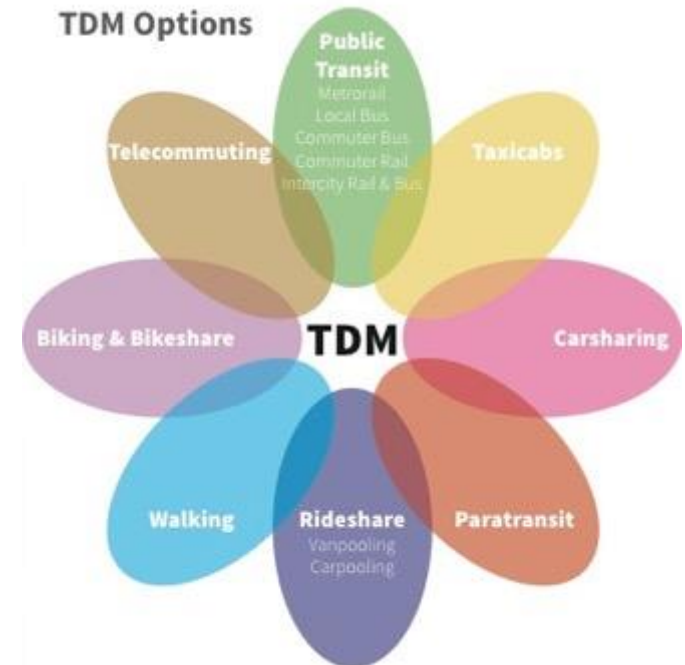 TDM Options
Public
Transit
Metrorail
Local Bus
Commuter Bus
Commuter Rail
Intercity Rail & Bus
Telecommuting
Taxicabs
Biking & Bikeshare
TDM
Carsharing
Walking
Rideshare
Vanpooling
Carpooling
Paratransit